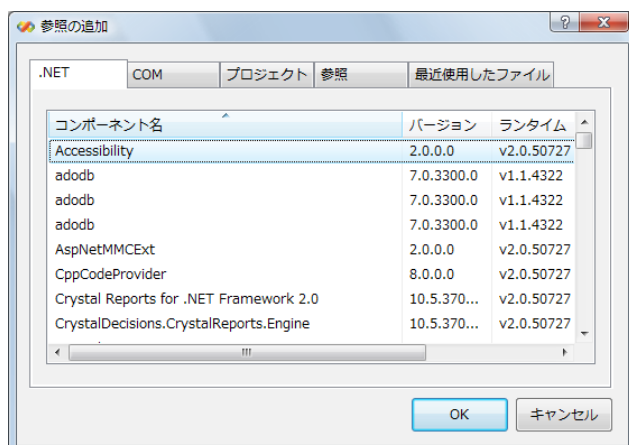 参照の追加
.NET COM プロジェクト 参照 最近使用したファイル
コンポーネント名 バージョン ランタイム
Accessibility 2.0.0.0 v2.0.50727
adodb 7.0.3300.0 v1.1.4322
adodb 7.0.3300.0 v1.1.4322
adodb 7.0.3300.0 v1.1.4322
AspNetMMCExt 2.0.0.0 v2.0.50727
CppCodeProvider 8.0.0.0 v2.0.50727
Crystal Reports for .NET Framework 2.0 10.5.370... v2.0.50727
CrystalDecisions.CrystalReports.Engine 10.5.370... v2.0.50727
OK キャンセル